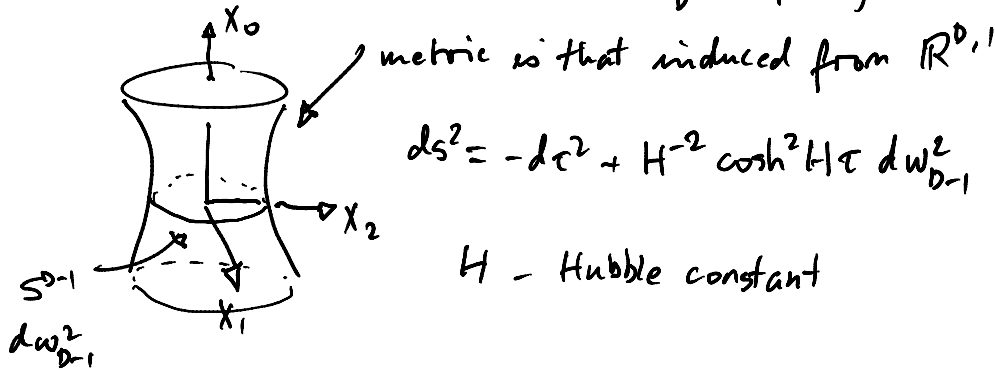 X₀
metric is that induced from ℝ^{D,1}
ds² = -dτ² + H⁻² cosh² Hτ dω²_{D-1}
X₂
H - Hubble constant
S^{D-1}
X₁
dω²_{D-1}